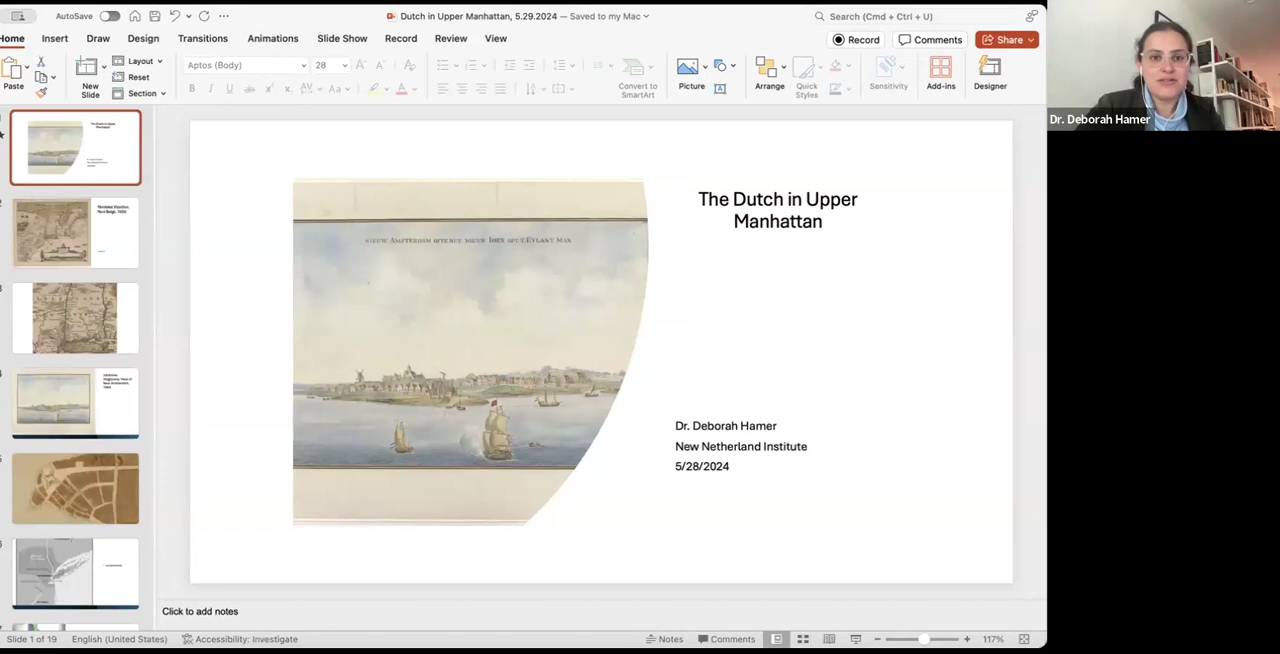 AutoSave
Dutch in Upper Manhattan, 5.29.2024 — Saved to my Mac
Search (Cmd + Ctrl + U)
Home Insert Draw Design Transitions Animations Slide Show Record Review View
Record Comments Share
Paste
New
Slide
Layout
Reset
Section
Aptos (Body) 28
Convert to
SmartArt
Picture
Arrange
Quick
Styles
Sensitivity
Add-ins
Designer
Dr. Deborah Hamer
2
3
5
The Dutch in Upper
Manhattan
Dr. Deborah Hamer
New Netherland Institute
5/28/2024
Click to add notes
Slide 1 of 19 English (United States) Accessibility: Investigate Notes Comments 117%